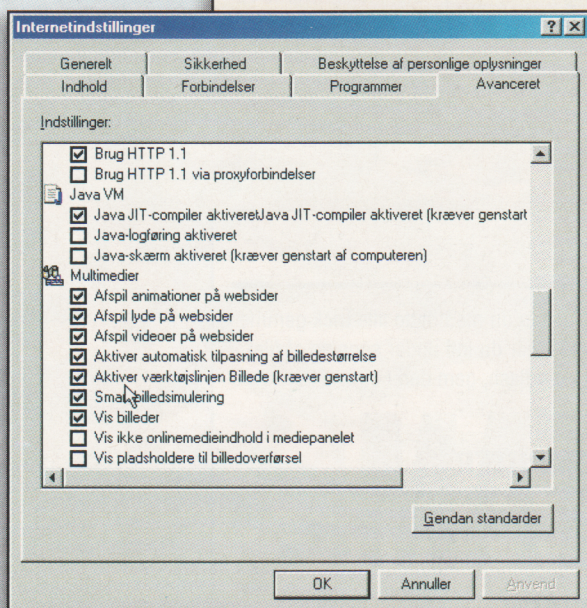 Internetindstillinger
Generelt Sikkerhed Beskyttelse af personlige oplysninger
Indhold Forbindelser Programmer Avanceret
Indstillinger:
Brug HTTP 1.1
Brug HTTP 1.1 via proxyforbindelser
Java VM
Java JIT-compiler aktiveretJava JIT-compiler aktiveret (kræver genstart
Java-logføring aktiveret
Java-skærm aktiveret (kræver genstart af computeren)
Multimedier
Afspil animationer på websider
Afspil lyde på websider
Afspil videoer på websider
Aktiver automatisk tilpasning af billedestørrelse
Aktiver værktøjslinjen Billede (kræver genstart)
billedsimulering
Vis billeder
Vis ikke onlinemedieindhold i mediepanelet
Vis pladsholdere til billedoverførsel
Gendan standarder
OK Annuller Anvend